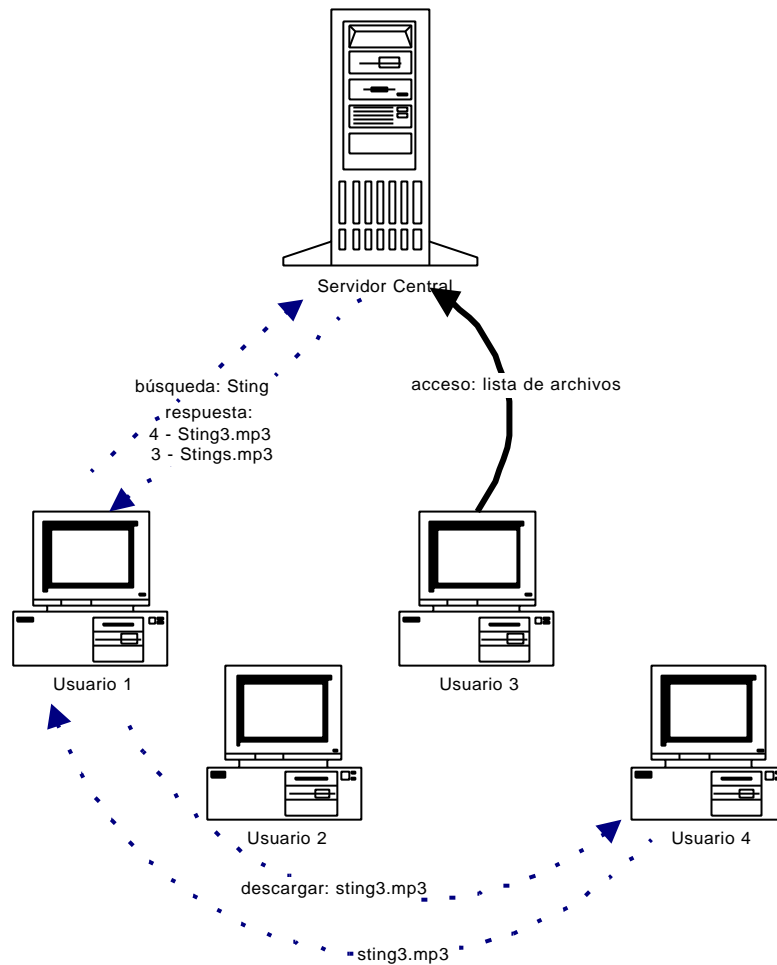 Servidor Central
búsqueda: Sting
acceso: lista de archivos
respuesta:
4 - Sting3.mp3
3 - Stings.mp3
Usuario 1
Usuario 3
Usuario 2
Usuario 4
descargar: sting3.mp3
sting3.mp3